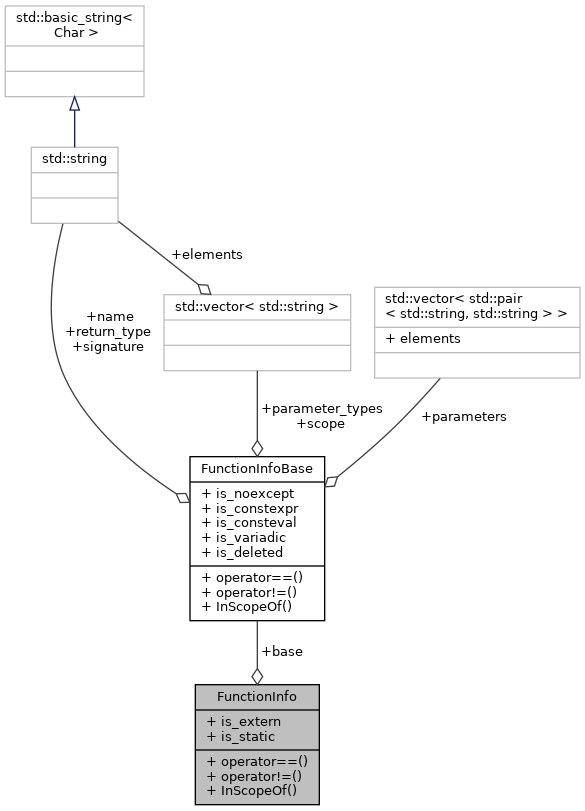 std::basic_string<
Char >
std::string
+elements
std::vector< std::string >
std::vector< std::pair
< std::string, std::string > >
+ elements
+name
+return_type
+signature
+parameter_types
+scope
+parameters
FunctionInfoBase
+ is_noexcept
+ is_constexpr
+ is_consteval
+ is_variadic
+ is_deleted
+ operator==()
+ operator!=()
+ InScopeOf()
+base
FunctionInfo
+ is_extern
+ is_static
+ operator==()
+ operator!=()
+ InScopeOf()